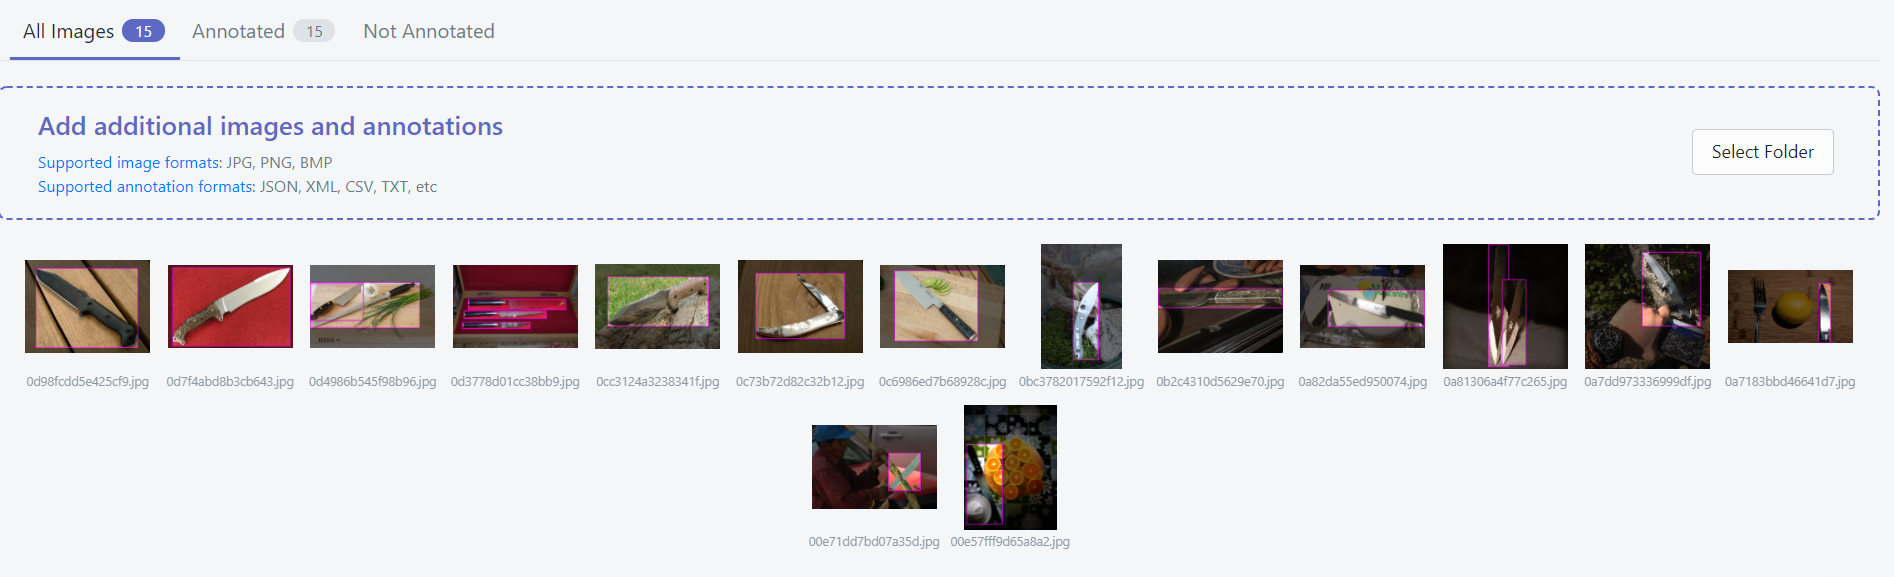 All Images 15 Annotated 15 Not Annotated
Add additional images and annotations
Supported image formats: JPG, PNG, BMP
Supported annotation formats: JSON, XML, CSV, TXT, etc
Select Folder
0d98fcdd5e425cf9.jpg 0d7f4abd8b3cb643.jpg 0d4986b545f98b96.jpg 0d3778d01cc38bb9.jpg 0cc3124a3238341f.jpg 0c73b72d82c32b12.jpg 0c6986ed7b68928c.jpg 0bc3782017592f12.jpg 0b2c4310d5629e70.jpg 0a82da55ed950074.jpg 0a81306a4f77c265.jpg 0a7dd973336999df.jpg 0a7183bbd46641d7.jpg
00e71dd7bd07a35d.jpg 00e57fff9d65a8a2.jpg